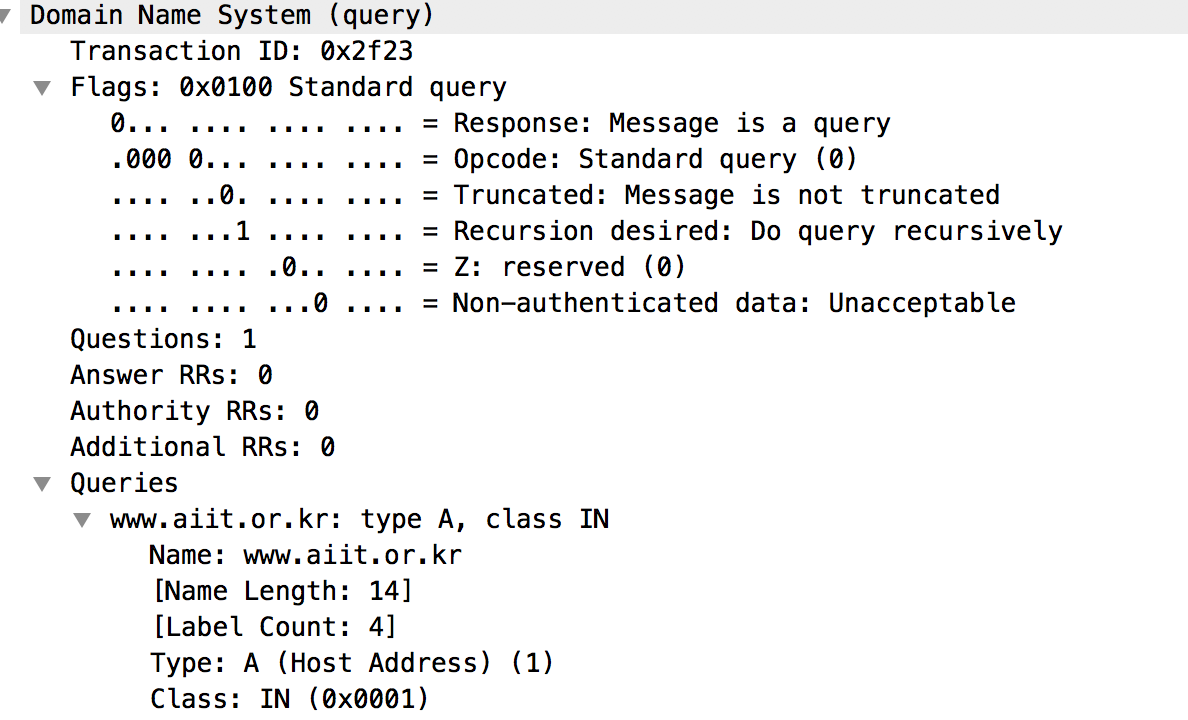 Domain Name System (query)
Transaction ID: 0x2f23
Flags: 0x0100 Standard query
0... .... .... .... = Response: Message is a query
.000 0... .... .... = Opcode: Standard query (0)
.... ..0. .... .... = Truncated: Message is not truncated
.... ...1 .... .... = Recursion desired: Do query recursively
.... .... .0.. .... = Z: reserved (0)
.... .... ...0 .... = Non-authenticated data: Unacceptable
Questions: 1
Answer RRs: 0
Authority RRs: 0
Additional RRs: 0
Queries
www.aiit.or.kr: type A, class IN
Name: www.aiit.or.kr
[Name Length: 14]
[Label Count: 4]
Type: A (Host Address) (1)
Class: IN (0x0001)